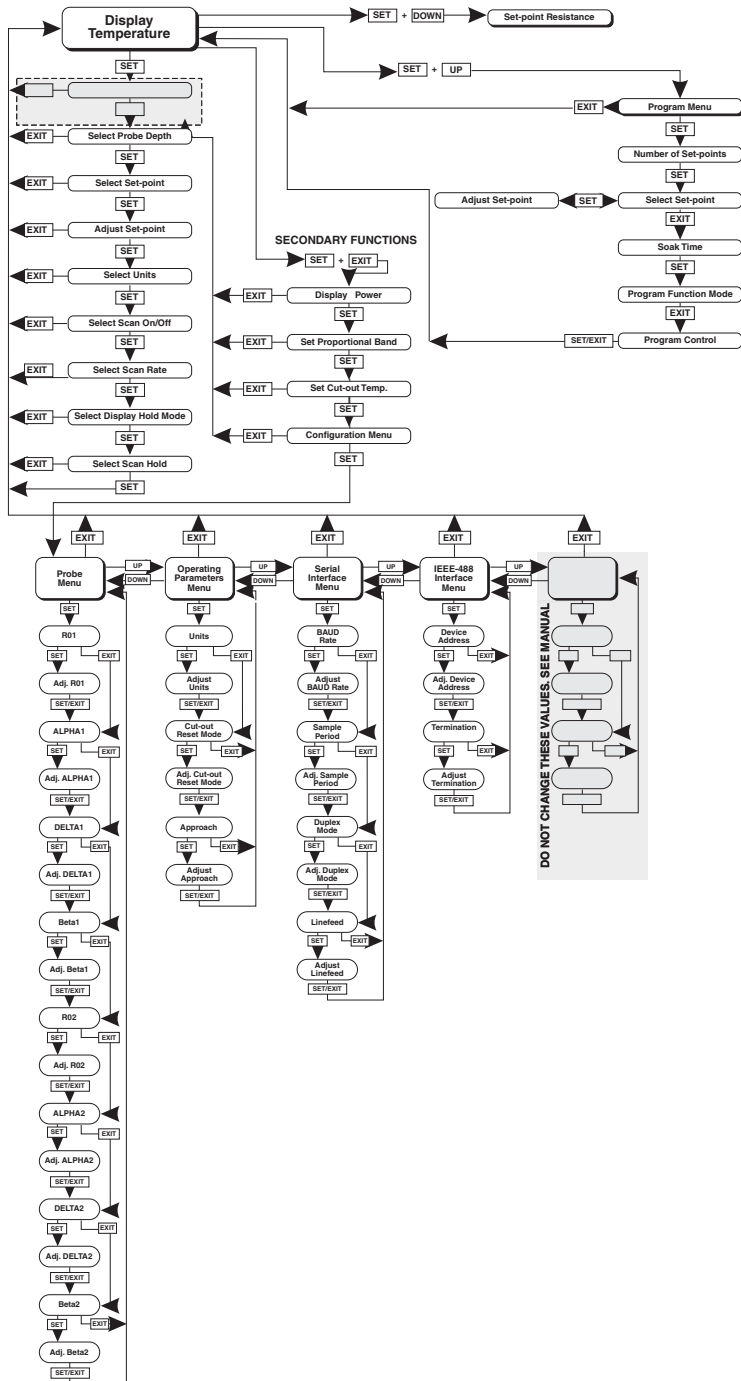 Display
Temperature
SET + DOWN
Set-point Resistance
SET
SET + UP
EXIT
Program Menu
SET
Number of Set-points
SET
Adjust Set-point
SET
Select Set-point
EXIT
Soak Time
SET
Program Function Mode
EXIT
SET/EXIT
Program Control
EXIT
Select Probe Depth
SET
EXIT
Select Set-point
SET
EXIT
Adjust Set-point
SET
EXIT
Select Units
SET
EXIT
Select Scan On/Off
SET
EXIT
Select Scan Rate
SET
EXIT
Select Display Hold Mode
SET
EXIT
Select Scan Hold
SET
SECONDARY FUNCTIONS
SET + EXIT
EXIT
Display Power
SET
EXIT
Set Proportional Band
SET
EXIT
Set Cut-out Temp.
SET
EXIT
Configuration Menu
SET
EXIT
EXIT
EXIT
EXIT
EXIT
Probe
Menu
UP
DOWN
Operating
Parameters
Menu
UP
DOWN
Serial
Interface
Menu
UP
DOWN
IEEE-488
Interface
Menu
UP
DOWN
SET
R01
SET
EXIT
Adj. R01
SET/EXIT
ALPHA1
SET
EXIT
Adj. ALPHA1
SET/EXIT
DELTA1
SET
EXIT
Adj. DELTA1
SET/EXIT
Beta1
SET
EXIT
Adj. Beta1
SET/EXIT
R02
SET
EXIT
Adj. R02
SET/EXIT
ALPHA2
SET
EXIT
Adj. ALPHA2
SET/EXIT
DELTA2
SET
EXIT
Adj. DELTA2
SET/EXIT
Beta2
SET
EXIT
Adj. Beta2
SET/EXIT
SET
Units
SET
EXIT
Adjust
Units
SET/EXIT
Cut-out
Reset Mode
SET
EXIT
Adj. Cut-out
Reset Mode
SET/EXIT
Approach
SET
EXIT
Adjust
Approach
SET/EXIT
SET
BAUD
Rate
SET
EXIT
Adjust
BAUD Rate
SET/EXIT
Sample
Period
SET
EXIT
Adj. Sample
Period
SET/EXIT
Duplex
Mode
SET
EXIT
Adj. Duplex
Mode
SET/EXIT
Linefeed
SET
EXIT
Adjust
Linefeed
SET/EXIT
SET
Device
Address
SET
EXIT
Adj. Device
Address
SET/EXIT
Termination
SET
EXIT
Adjust
Termination
SET/EXIT
DO NOT CHANGE THESE VALUES. SEE MANUAL